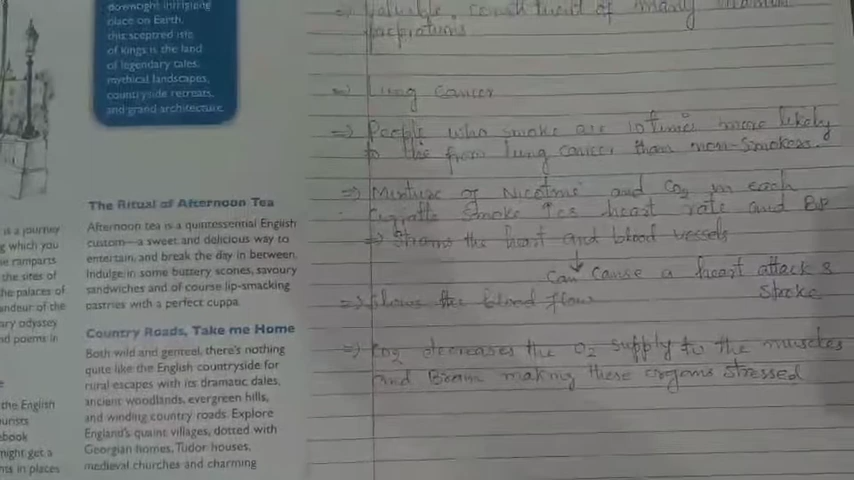 downright intriguing
place on Earth,
this sceptred isle
of kings is the land
of legendary tales,
mythical landscapes,
countryside retreats,
and grand architecture.
is a journey
g which you
e ramparts
the sites of
he palaces of
andeur of the
ary odyssey
nd poems in
the English
ourists
ebook
might get a
nts in places
The Ritual of Afternoon Tea
Afternoon tea is a quintessential English
custom—a sweet and delicious way to
entertain, and break the day in between.
Indulge in some buttery scones, savoury
sandwiches and of course lip-smacking
pastries with a perfect cuppa.
Country Roads, Take me Home
Both wild and genteel, there's nothing
quite like the English countryside for
rural escapes with its dramatic dales,
ancient woodlands, evergreen hills,
and winding country roads. Explore
England's quaint villages, dotted with
Georgian homes, Tudor houses,
medieval churches and charming
=> valuable of many
=> Lung cancer
=> People who smoke are 10 times more likely
to from lung cancer than non-smokers.
=> Mixture of Nicotine and CO2 in each
smoke ↑es heart rate and BP
=> Strains the heart and blood vessels
↓
Can cause a heart attack &
stroke
=> Slows the blood flow
=> CO2 decreases the O2 supply to the muscles
and Brain making these organs stressed